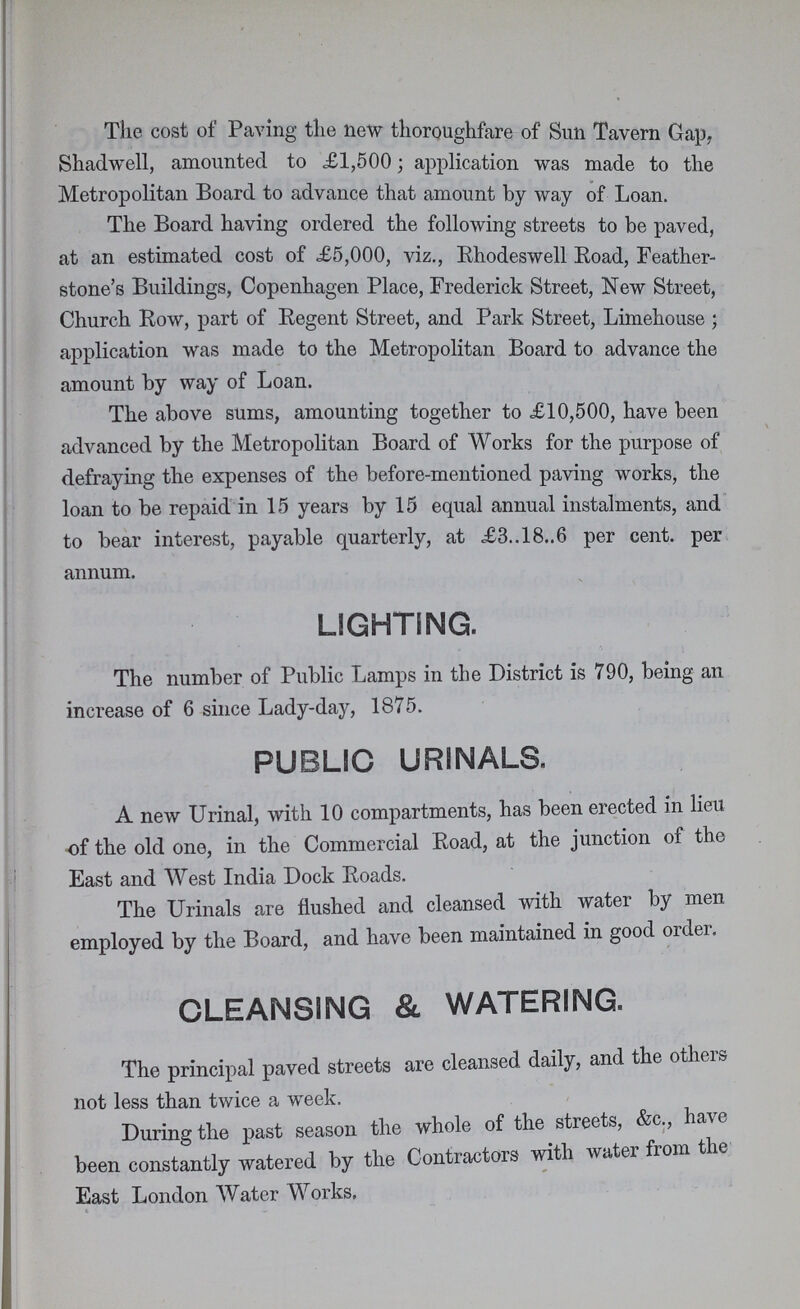 The cost of Paving the new thoroughfare of Sun Tavern Gap,
Shadwell, amounted to £1,500; application was made to the
Metropolitan Board to advance that amount by way of Loan.
The Board having ordered the following streets to be paved,
at an estimated cost of £5,000, viz., Rhodeswell Road, Feather-
stone's Buildings, Copenhagen Place, Frederick Street, New Street,
Church Row, part of Regent Street, and Park Street, Limehouse ;
application was made to the Metropolitan Board to advance the
amount by way of Loan.
The above sums, amounting together to £10,500, have been
advanced by the Metropolitan Board of Works for the purpose of
defraying the expenses of the before-mentioned paving works, the
loan to be repaid in 15 years by 15 equal annual instalments, and
to bear interest, payable quarterly, at £3..18..6 per cent. per
annum.
LIGHTING.
The number of Public Lamps in the District is 790, being an
increase of 6 since Lady-day, 1875.
PUBLIC URINALS.
A new Urinal, with 10 compartments, has been erected in lieu
of the old one, in the Commercial Road, at the junction of the
East and West India Dock Roads.
The Urinals are flushed and cleansed with water by men
employed by the Board, and have been maintained in good order.
CLEANSING & WATERING.
The principal paved streets are cleansed daily, and the others
not less than twice a week.
During the past season the whole of the streets, &c., have
been constantly watered by the Contractors with water from the
East London Water Works.